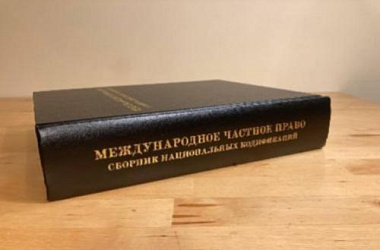 МЕЖДУНАРОДНОЕ ЧАСТНОЕ ПРАВО
СБОРНИК НАЦИОНАЛЬНЫХ КОДИФИКАЦИЙ